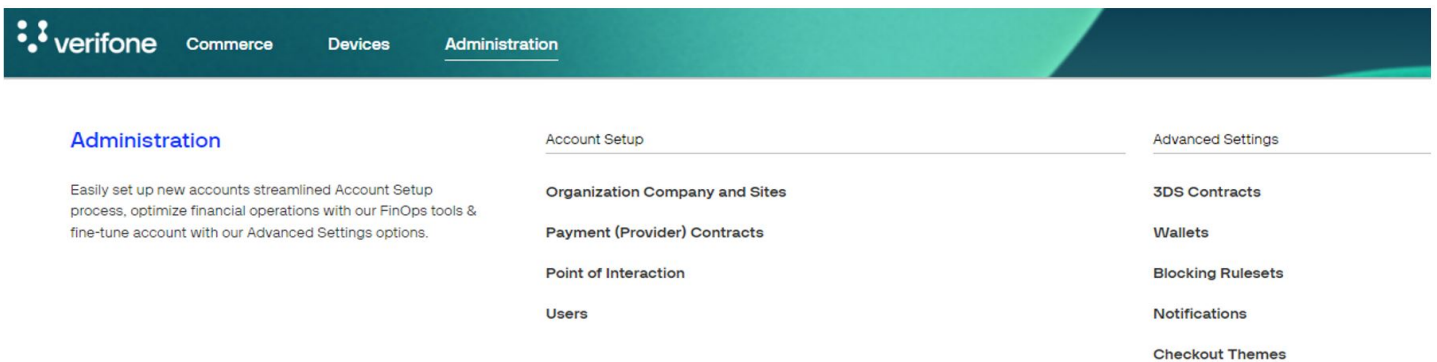 verifone Commerce Devices Administration
Administration
Easily set up new accounts streamlined Account Setup
process, optimize financial operations with our FinOps tools &
fine-tune account with our Advanced Settings options.
Account Setup
Organization Company and Sites
Payment (Provider) Contracts
Point of Interaction
Users
Advanced Settings
3DS Contracts
Wallets
Blocking Rulesets
Notifications
Checkout Themes